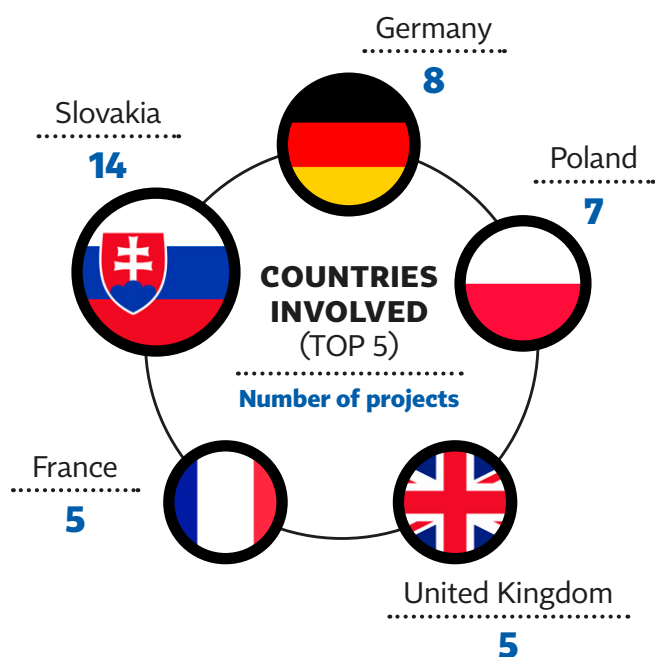 Germany
8
Slovakia
14
Poland
7
COUNTRIES
INVOLVED
(TOP 5)
Number of projects
France
5
United Kingdom
5